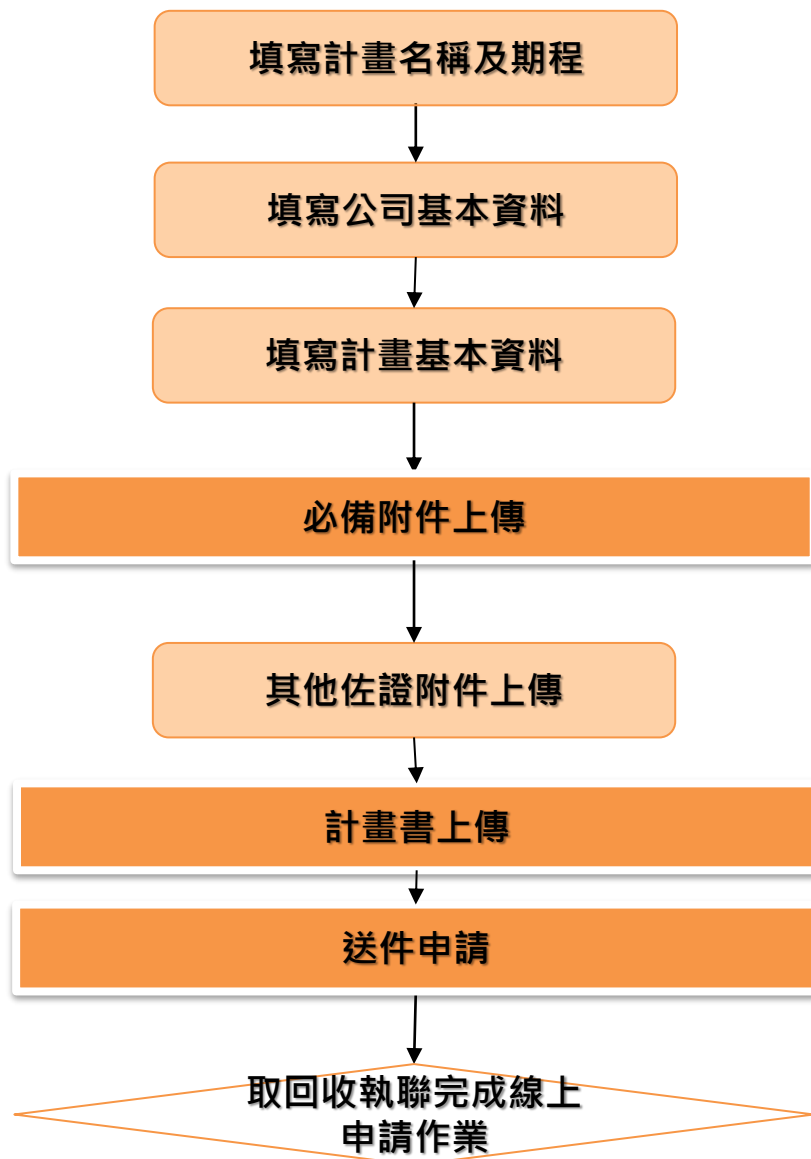 填寫計畫名稱及期程
填寫公司基本資料
填寫計畫基本資料
必備附件上傳
其他佐證附件上傳
計畫書上傳
送件申請
取回收執聯完成線上
申請作業